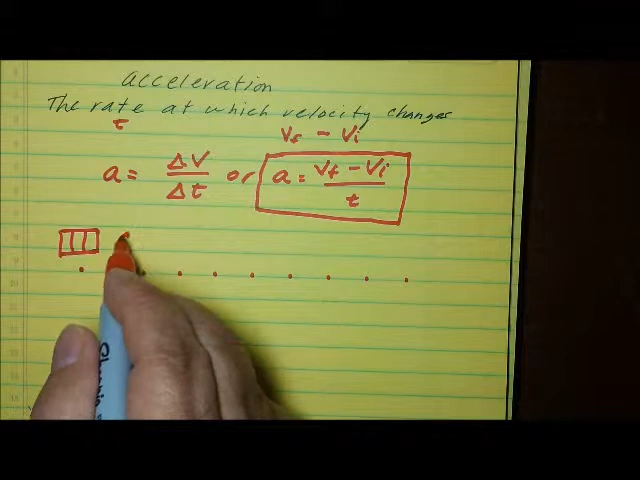 acceleration
The rate at which velocity changes
t Vf - Vi
a = ΔV/Δt or a = Vf - Vi/t